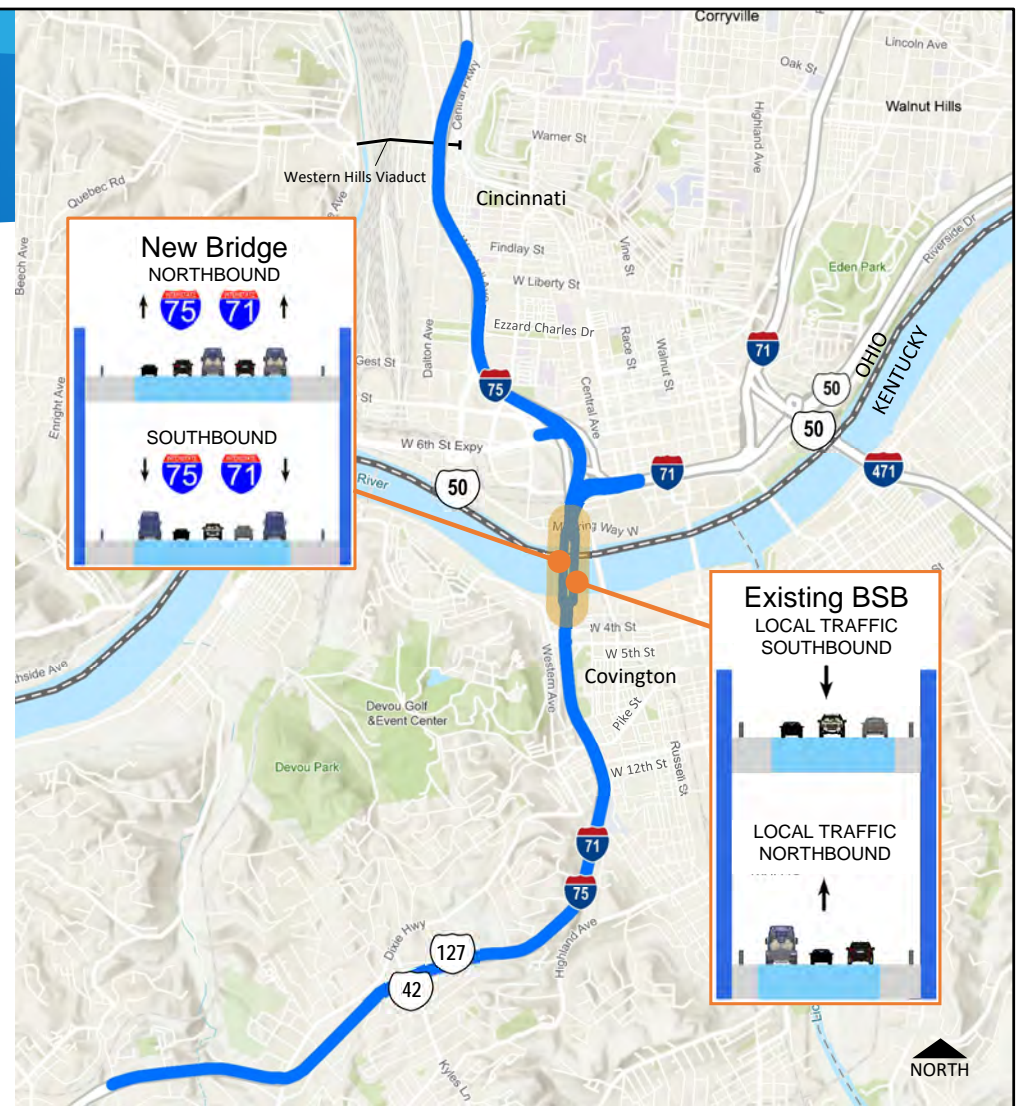 Corryville
Lincoln Ave
Oak St
Walnut Hills
Highland Ave
Central Pkwy
Warner St
Western Hills Viaduct
Cincinnati
Quebec Rd
Beech Ave
Findlay St
Vine St
W Liberty St
Ezzard Charles Dr
Race St
Walnut St
Dalton Ave
Central Ave
Eden Park
Riverside Dr
OHIO
KENTUCKY
New Bridge
NORTHBOUND
75
71
SOUTHBOUND
75
71
Gest St
St
Enright Ave
W 6th St Expy
River
50
75
71
71
50
50
471
W 4th St
W 5th St
Covington
Western Ave
Pike St
W 12th St
Russell St
Devou Golf
& Event Center
Devou Park
Existing BSB
LOCAL TRAFFIC
SOUTHBOUND
LOCAL TRAFFIC
NORTHBOUND
71
75
Dixie Hwy
127
42
Highland Ave
Kyles Ln
NORTH